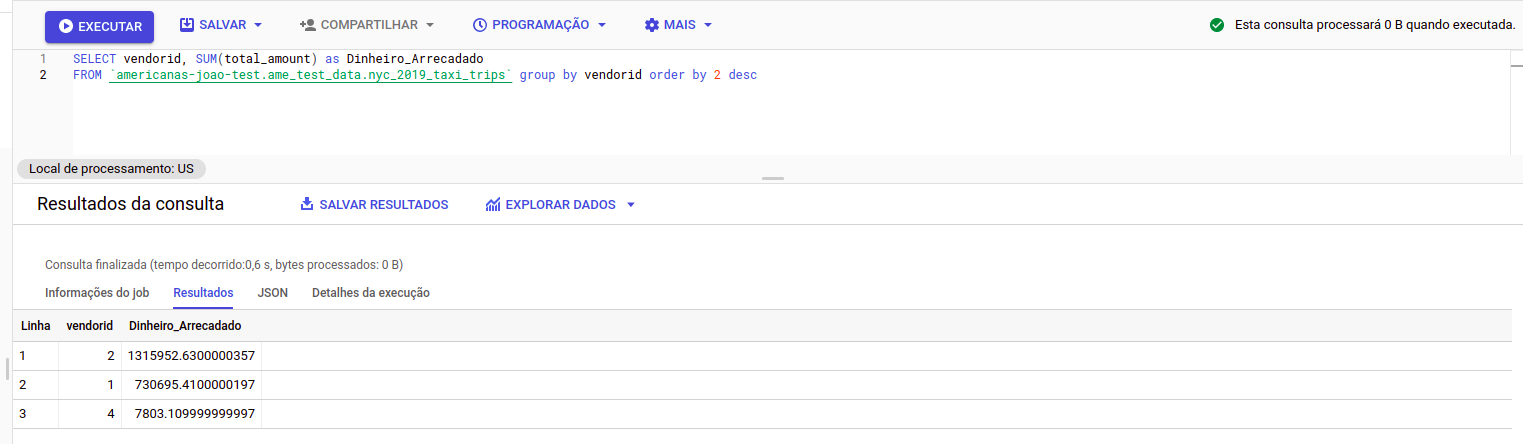 EXECUTAR SALVAR COMPARTILHAR PROGRAMAÇÃO MAIS Esta consulta processará 0 B quando executada.
1 SELECT vendorid, SUM(total_amount) as Dinheiro_Arrecadado
2 FROM `americanas-joao-test.ame_test_data.nyc_2019_taxi_trips` group by vendorid order by 2 desc
Local de processamento: US
Resultados da consulta SALVAR RESULTADOS EXPLORAR DADOS
Consulta finalizada (tempo decorrido:0,6 s, bytes processados: 0 B)
Informações do job Resultados JSON Detalhes da execução
Linha vendorid Dinheiro_Arrecadado
1 2 1315952.6300000357
2 1 730695.4100000197
3 4 7803.109999999997